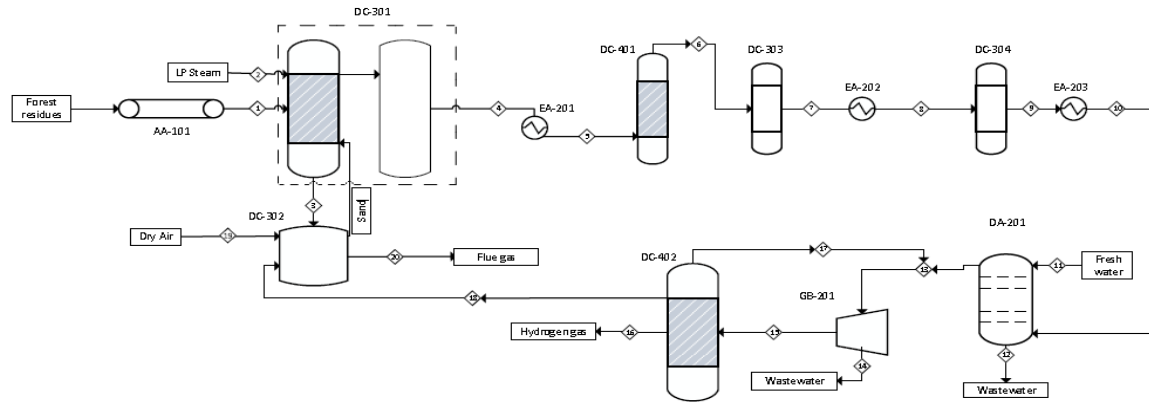 DC-301
DC-401
6
DC-303
DC-304
LP Steam
2
Forest
residues
1
AA-101
4
EA-201
5
7
EA-202
8
9
EA-203
10
3
Sand
DC-302
Dry Air
19
20
Flue gas
DC-402
17
DA-201
13
11
Fresh
water
GB-201
18
Hydrogen gas
16
15
14
Wastewater
12
Wastewater